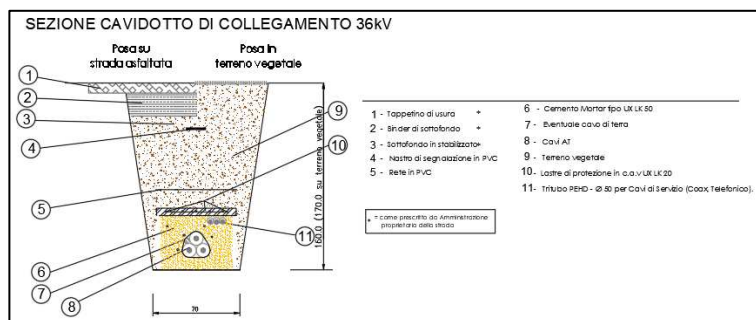 SEZIONE CAVIDOTTO DI COLLEGAMENTO 36kV
Posa su
strada asfaltata
Posa in
terreno vegetale
1
2
3
4
5
6
7
8
9
10
11
160.0 (170.0 su terreno vegetale)
70
1 - Tappetino di usura *
2 - Binder di sottofondo *
3 - Sottofondo in stabilizzato*
4 - Nastro di segnalazione in PVC
5 - Rete in PVC
6 - Cemento Mortar tipo UX LK 50
7 - Eventuale cavo di terra
8 - Cavi AT
9 - Terreno vegetale
10- Lastre di protezione in c.a.v UX LK 20
11- Tritubo PEHD - Ø 50 per Cavi di Servizio (Coax, Telefonico).
* = come prescritto da Amministrazione
proprietaria della strada